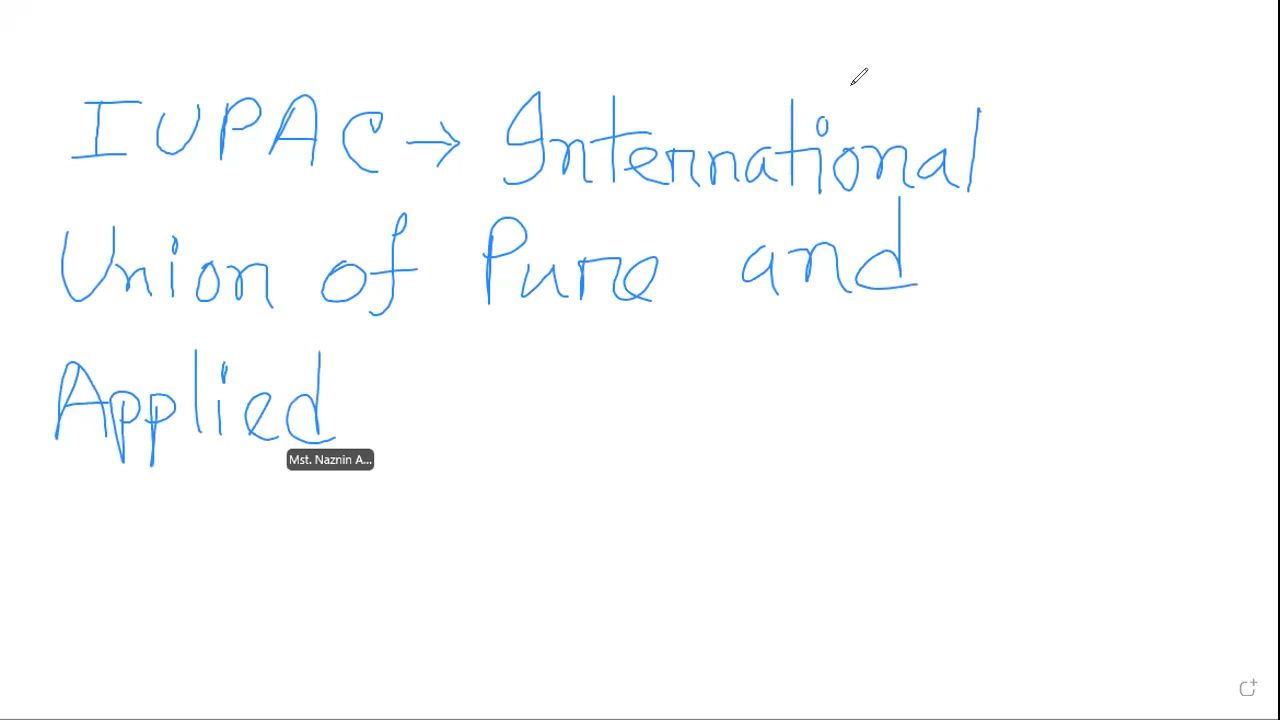 IUPAC → International
Union of Pure and
Applied
Mst. Naznin A...